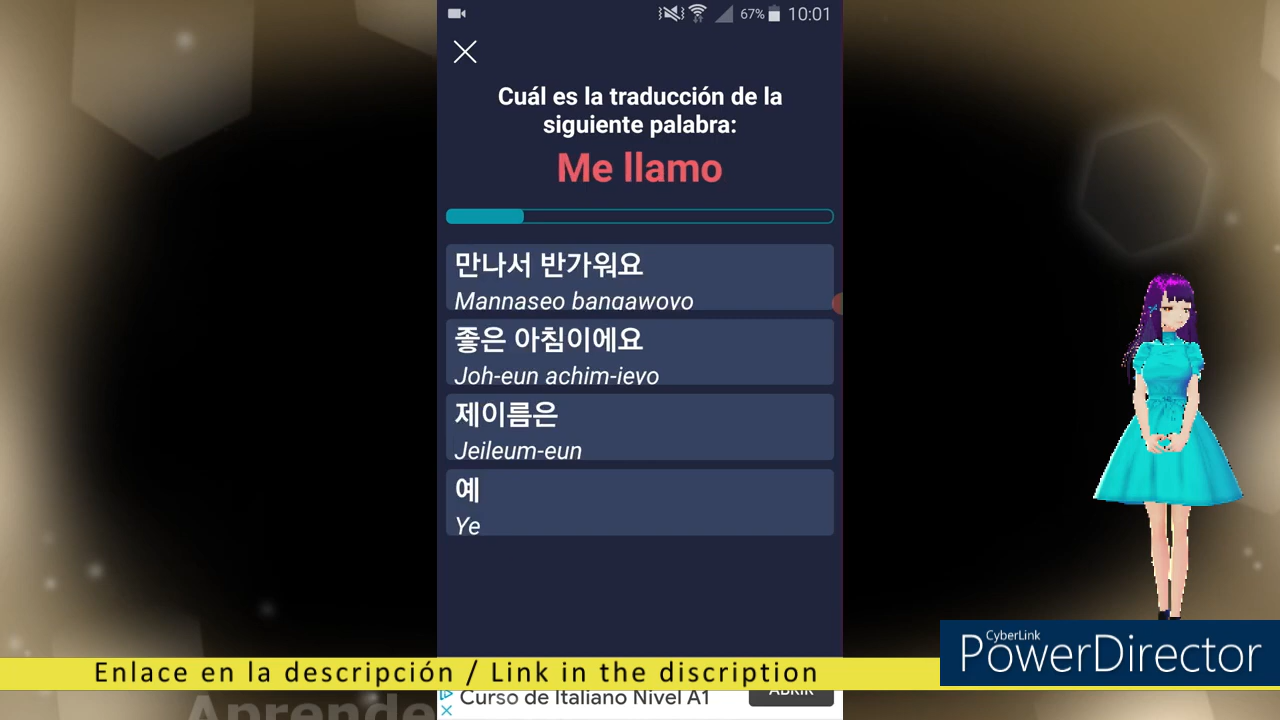 67% 10:01
Cuál es la traducción de la
siguiente palabra:
Me llamo
만나서 반가워요
Mannaseo bangawoyo
좋은 아침이에요
Joh-eun achim-ieyo
제이름은
Jeileum-eun
예
Ye
CyberLink
PowerDirector
Enlace en la descripción / Link in the discription
Curso de Italiano Nivel A1
ABRIR
Aprende